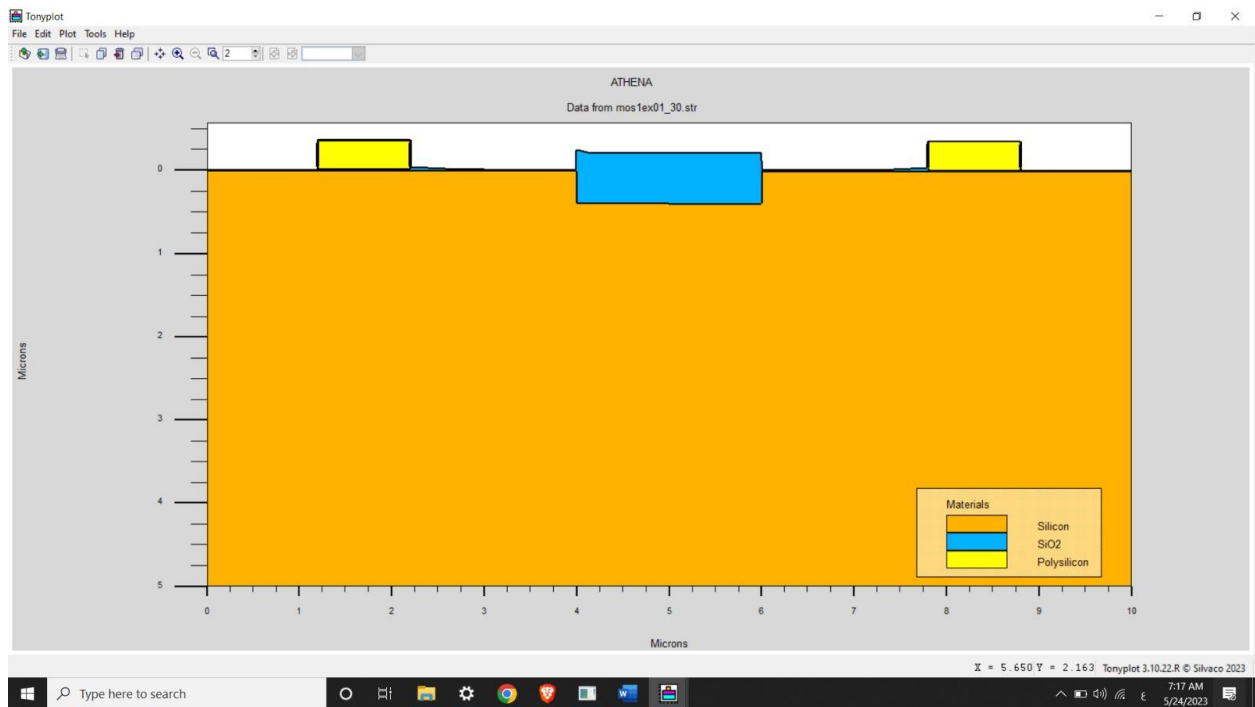 Tonyplot
File Edit Plot Tools Help
2
ATHENA
Data from mos1ex01_30.str
0
1
2
3
4
5
Microns
Materials
Silicon
SiO2
Polysilicon
0 1 2 3 4 5 6 7 8 9 10
Microns
X = 5.650 Y = 2.163 Tonyplot 3.10.22.R © Silvaco 2023
Type here to search
ع
7:17 AM
5/24/2023